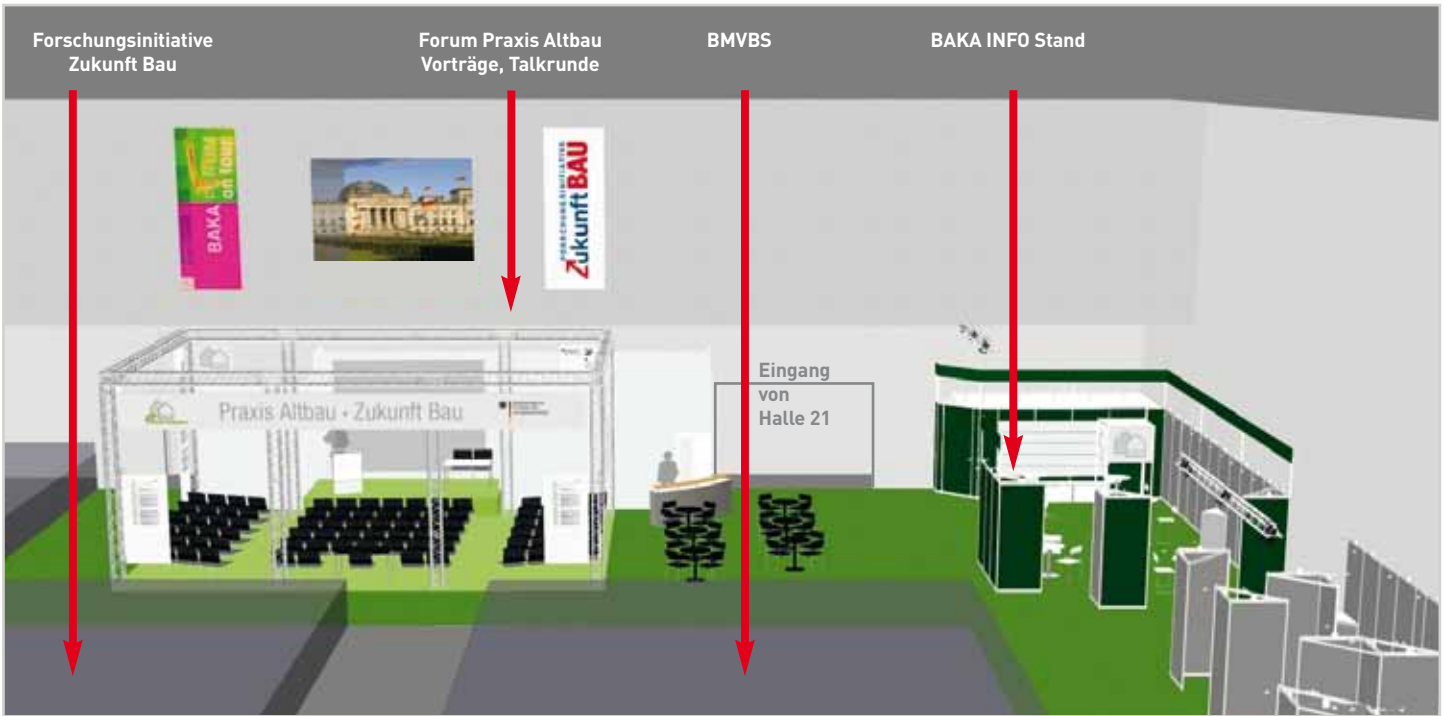 Forschungsinitiative
Zukunft Bau
Forum Praxis Altbau
Vorträge, Talkrunde
BMVBS
BAKA INFO Stand
BAKA
on tour
FORSCHUNGSINITIATIVE
Zukunft BAU
Eingang
von
Halle 21
Praxis Altbau • Zukunft Bau